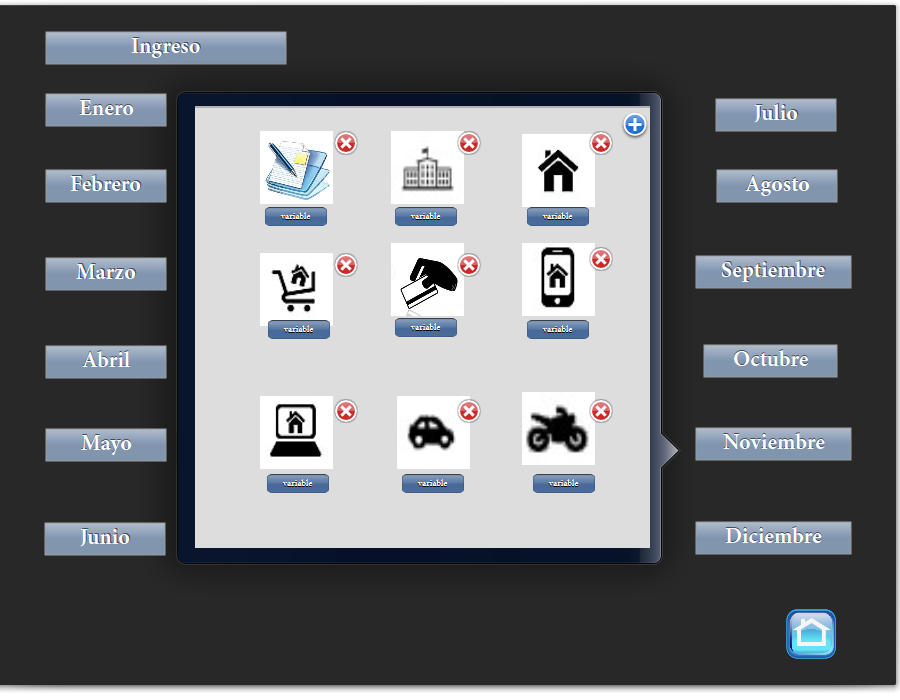 Ingreso
Enero
Febrero
Marzo
Abril
Mayo
Junio
variable
variable
variable
variable
variable
variable
variable
variable
variable
Julio
Agosto
Septiembre
Octubre
Noviembre
Diciembre